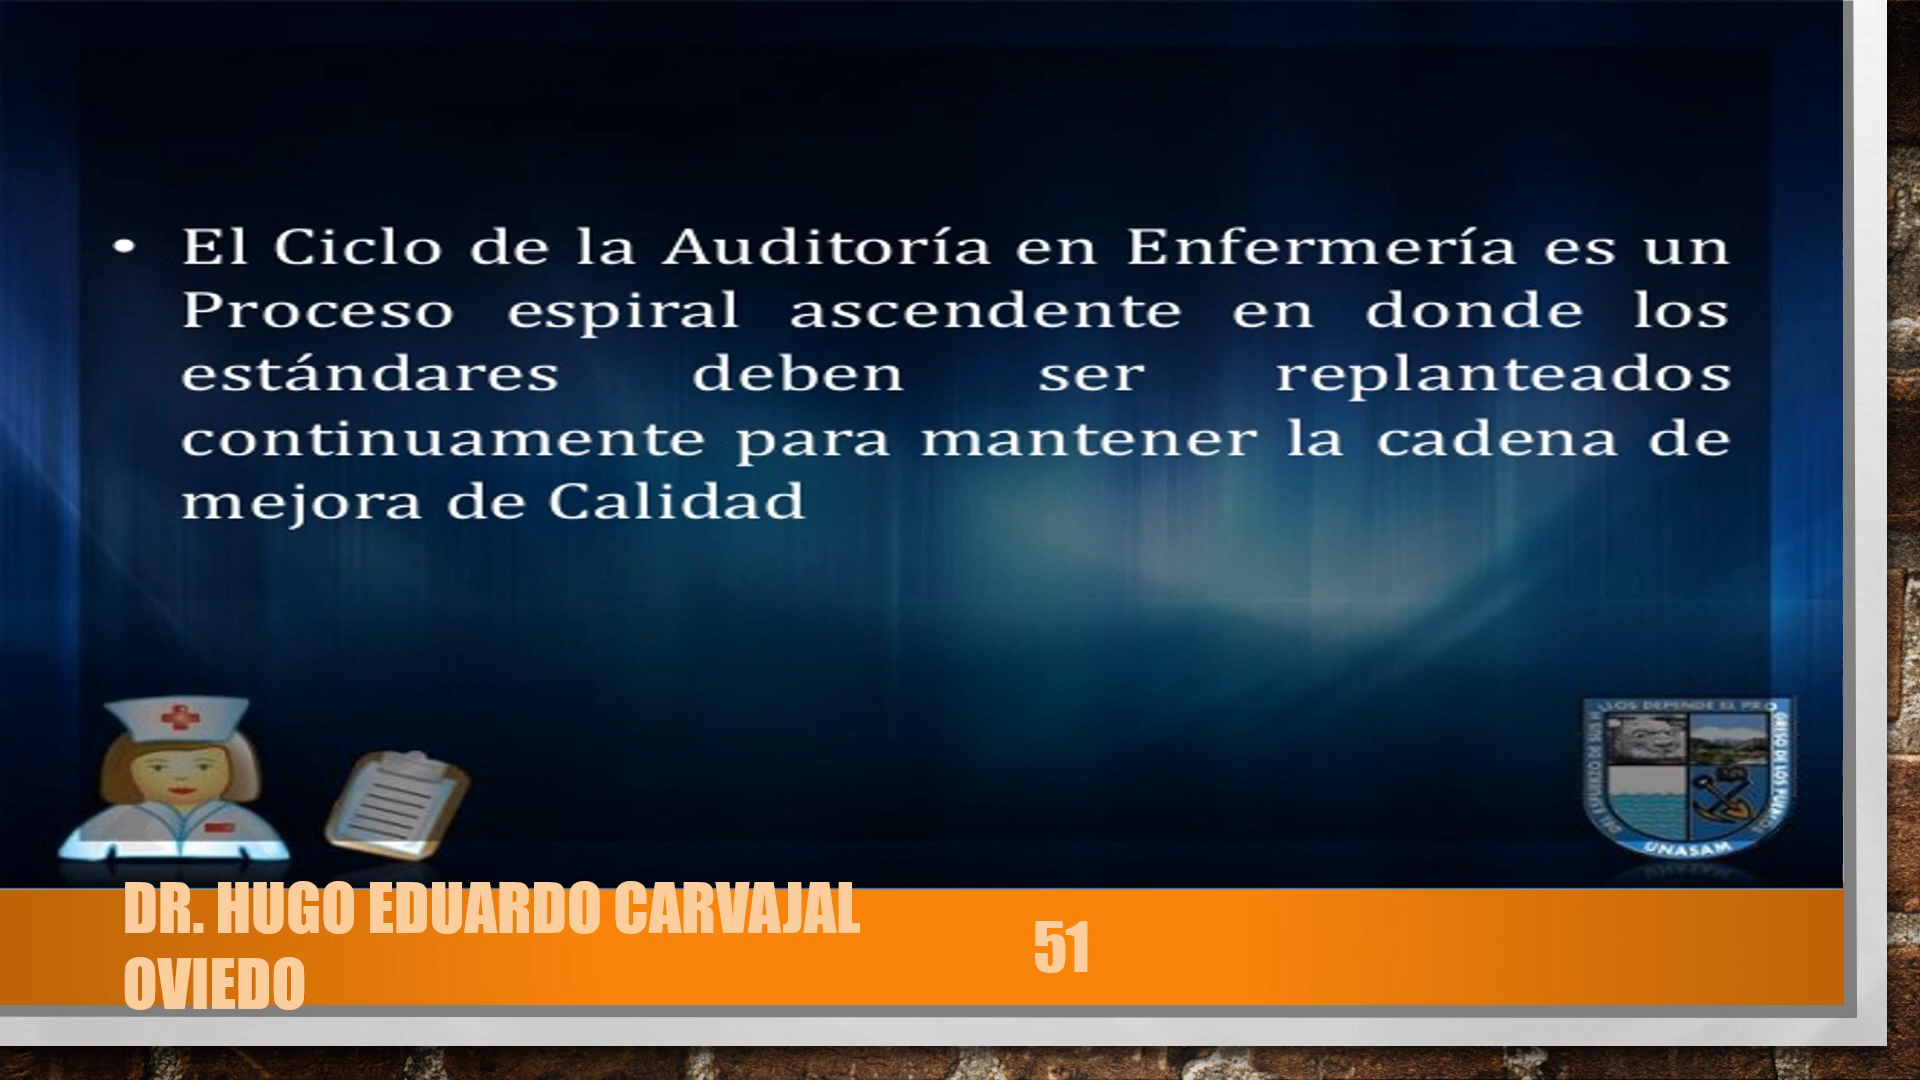 • El Ciclo de la Auditoría en Enfermería es un
Proceso espiral ascendente en donde los
estándares deben ser replanteados
continuamente para mantener la cadena de
mejora de Calidad
UNASAM
DR. HUGO EDUARDO CARVAJAL
OVIEDO
51